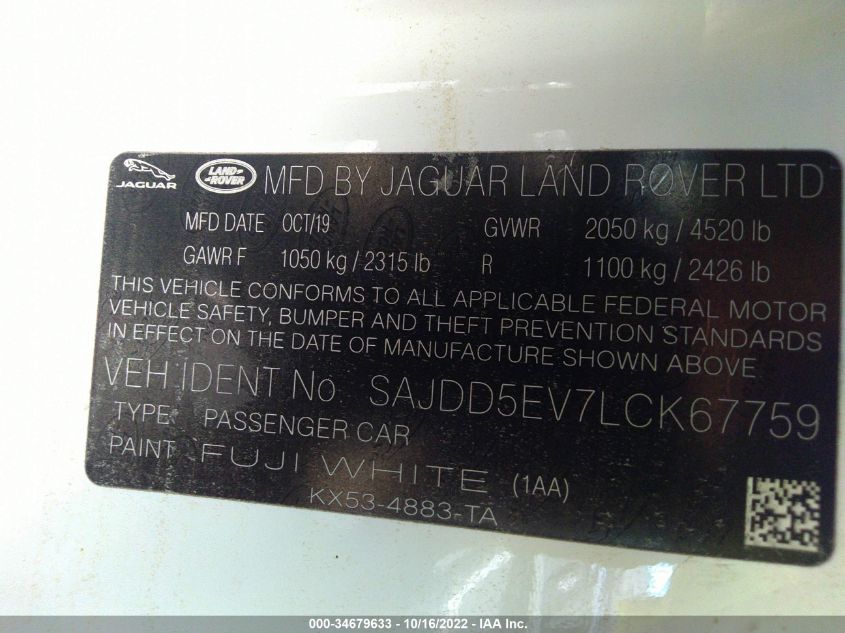 JAGUAR LAND ROVER MFD BY JAGUAR LAND ROVER LTD
MFD DATE OCT/19 GVWR 2050 kg / 4520 lb
GAWR F 1050 kg / 2315 lb R 1100 kg / 2426 lb
THIS VEHICLE CONFORMS TO ALL APPLICABLE FEDERAL MOTOR
VEHICLE SAFETY, BUMPER AND THEFT PREVENTION STANDARDS
IN EFFECT ON THE DATE OF MANUFACTURE SHOWN ABOVE
VEH IDENT No SAJDD5EV7LCK67759
TYPE PASSENGER CAR
PAINT FUJI WHITE (1AA)
KX53-4883-TA
000-34679633 - 10/16/2022 - IAA Inc.